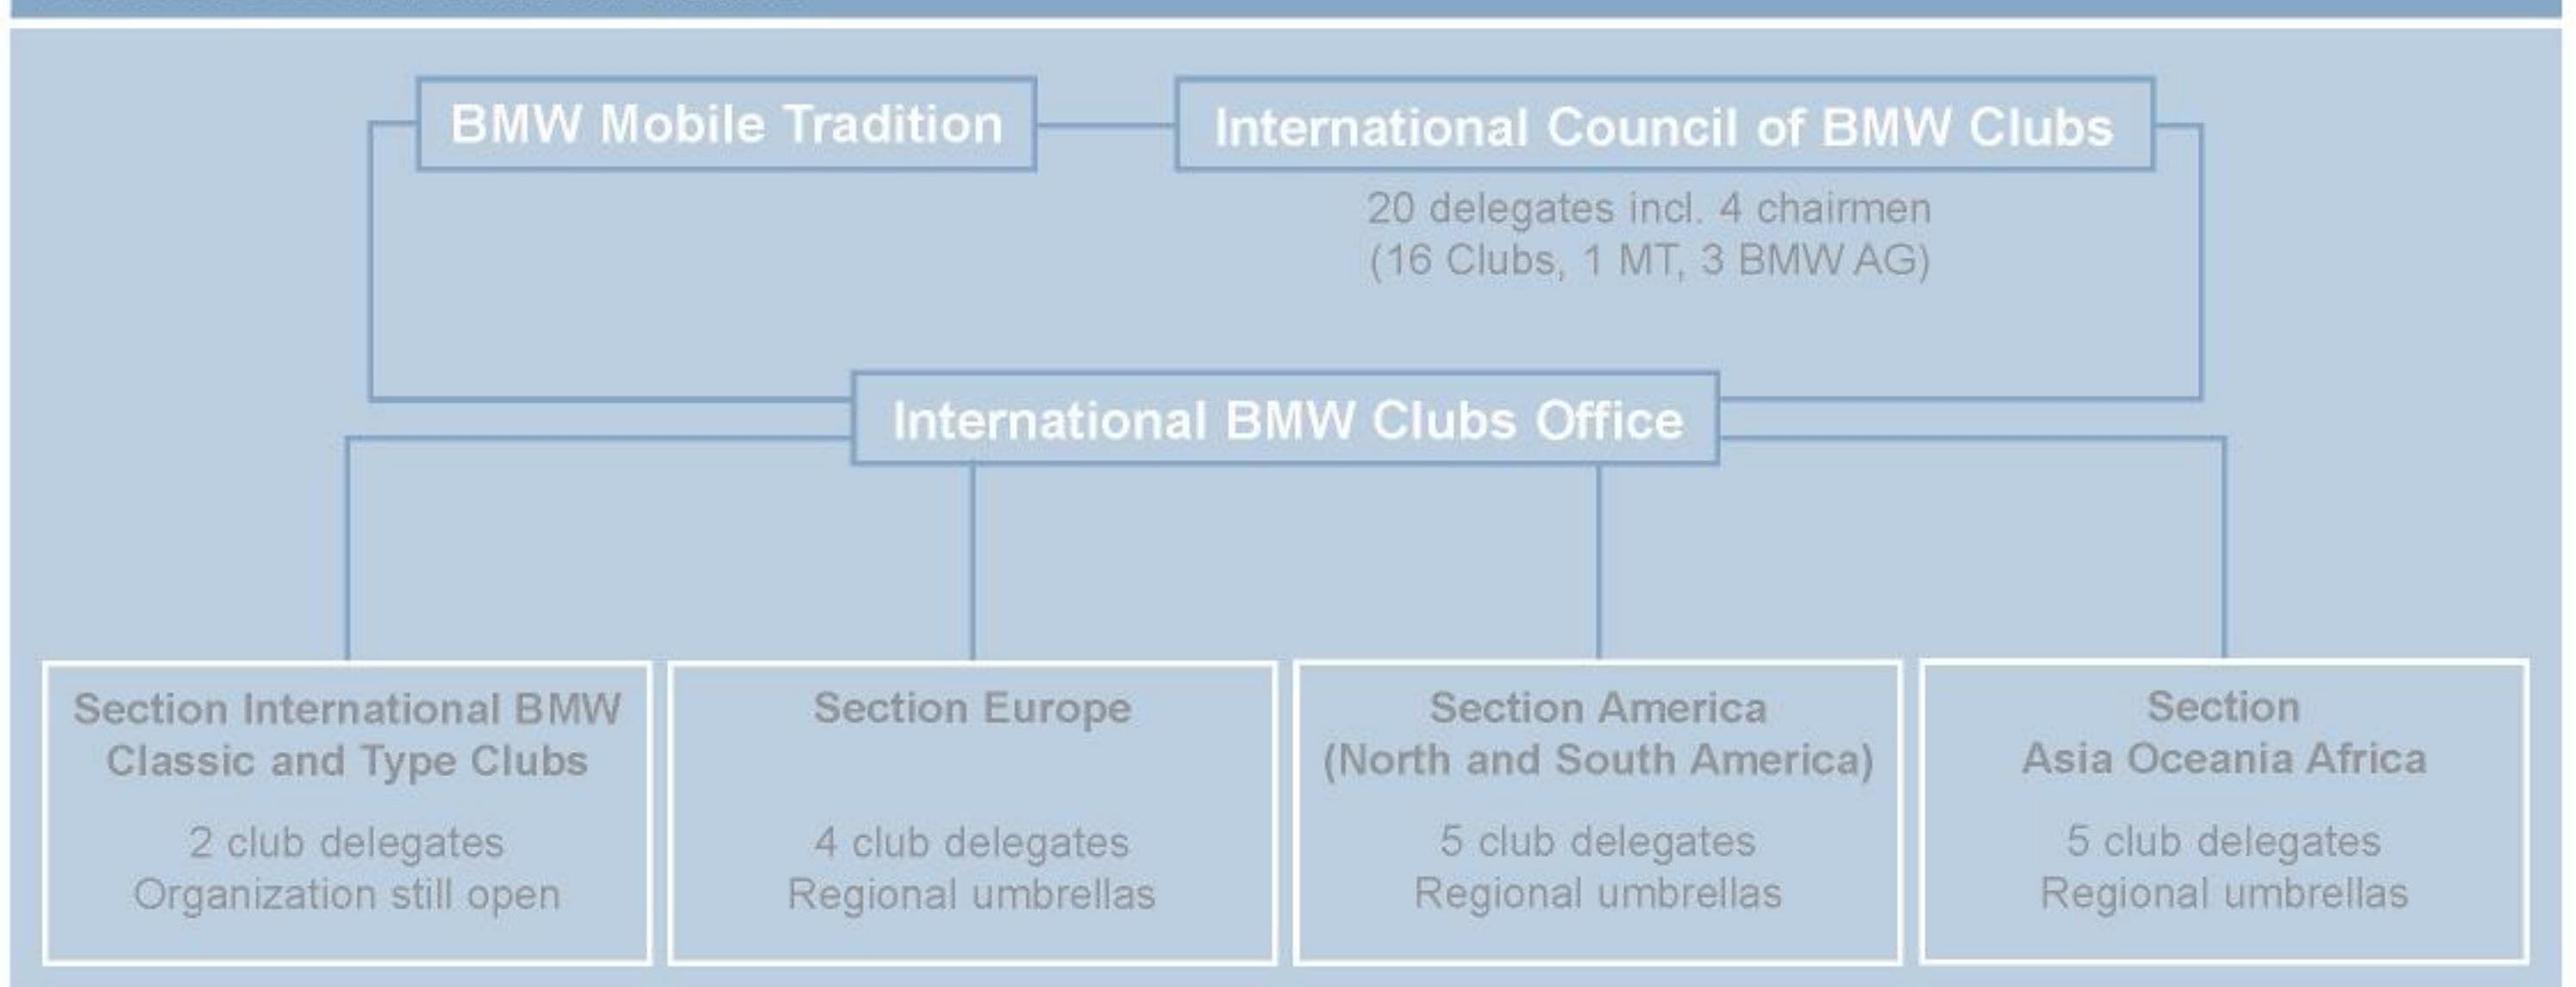 BMW Mobile Tradition
International Council of BMW Clubs
20 delegates incl. 4 chairmen
(16 Clubs, 1 MT, 3 BMW AG)
International BMW Clubs Office
Section International BMW
Classic and Type Clubs
2 club delegates
Organization still open
Section Europe
4 club delegates
Regional umbrellas
Section America
(North and South America)
5 club delegates
Regional umbrellas
Section
Asia Oceania Africa
5 club delegates
Regional umbrellas